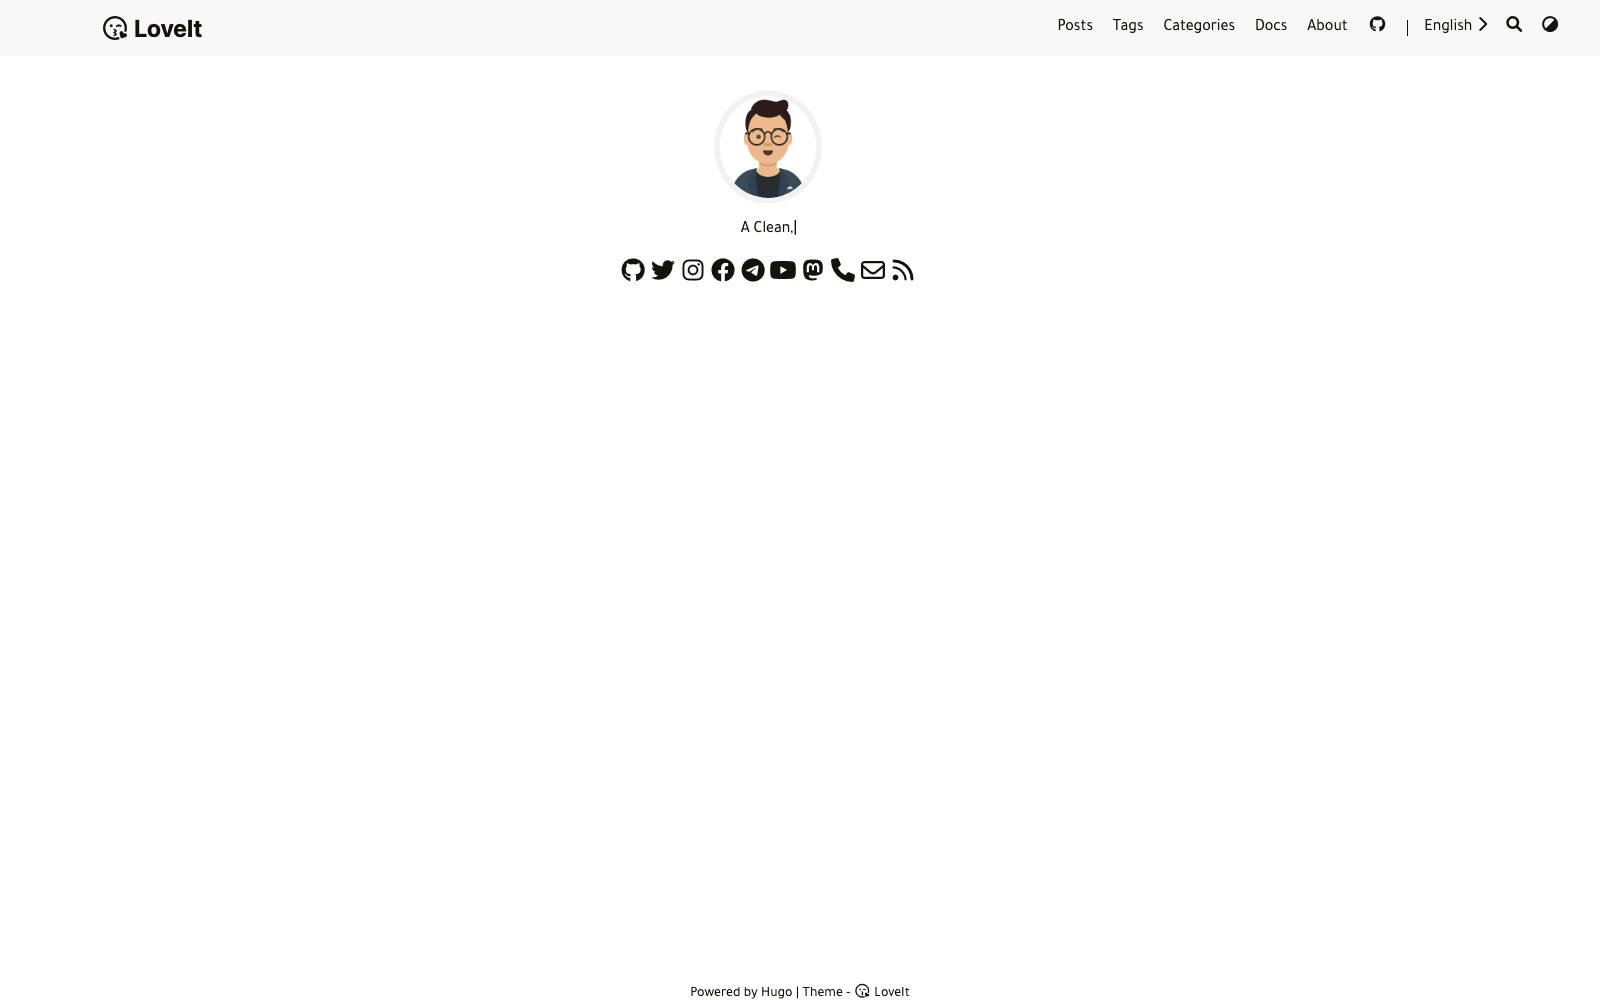 LoveIt
Posts Tags Categories Docs About | English
A Clean,|
Powered by Hugo | Theme - LoveIt